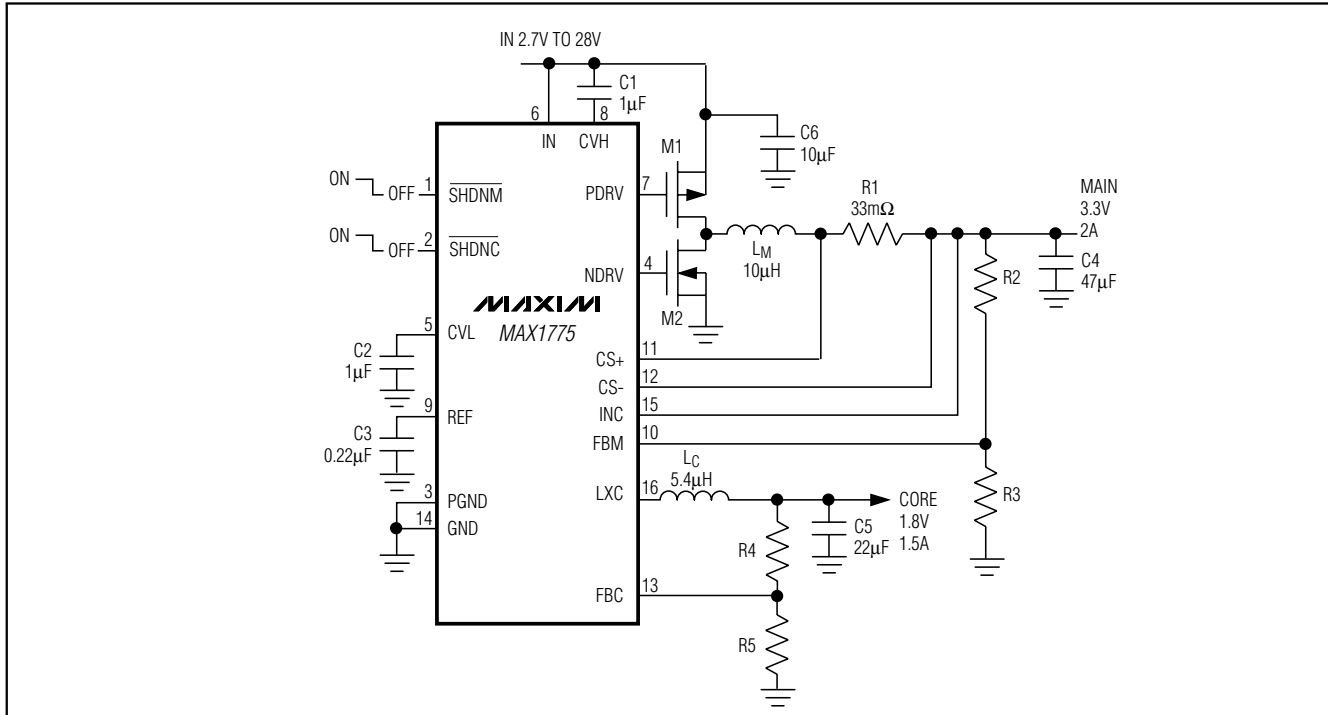 IN 2.7V TO 28V
C1
1µF
6
8
IN
CVH
C6
10µF
M1
ON
OFF
1
SHDNM
PDRV
7
R1
33mΩ
MAIN
3.3V
2A
ON
OFF
2
SHDNC
LM
10µH
C4
47µF
NDRV
4
R2
MAXIM
MAX1775
M2
5
CVL
C2
1µF
CS+
11
CS-
12
INC
15
FBM
10
9
REF
C3
0.22µF
LC
5.4µH
LXC
16
R3
3
PGND
14
GND
CORE
1.8V
1.5A
C5
22µF
R4
FBC
13
R5